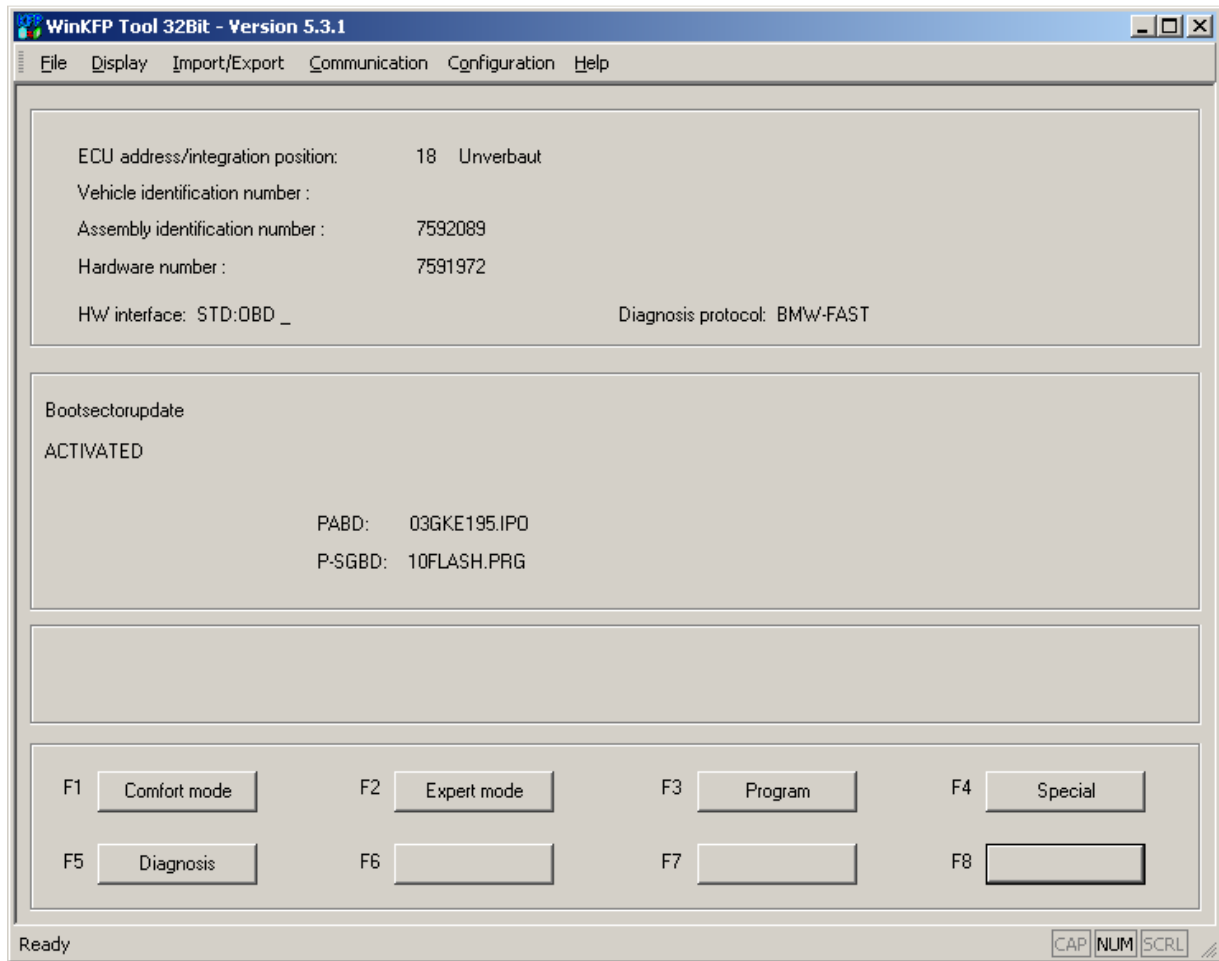 WinKFP Tool 32Bit - Version 5.3.1
File Display Import/Export Communication Configuration Help
ECU address/integration position: 18 Unverbaut
Vehicle identification number :
Assembly identification number : 7592089
Hardware number : 7591972
HW interface: STD:OBD _ Diagnosis protocol: BMW-FAST
Bootsectorupdate
ACTIVATED
PABD: 03GKE195.IPO
P-SGBD: 10FLASH.PRG
F1 Comfort mode F2 Expert mode F3 Program F4 Special
F5 Diagnosis F6 F7 F8
Ready CAP NUM SCRL